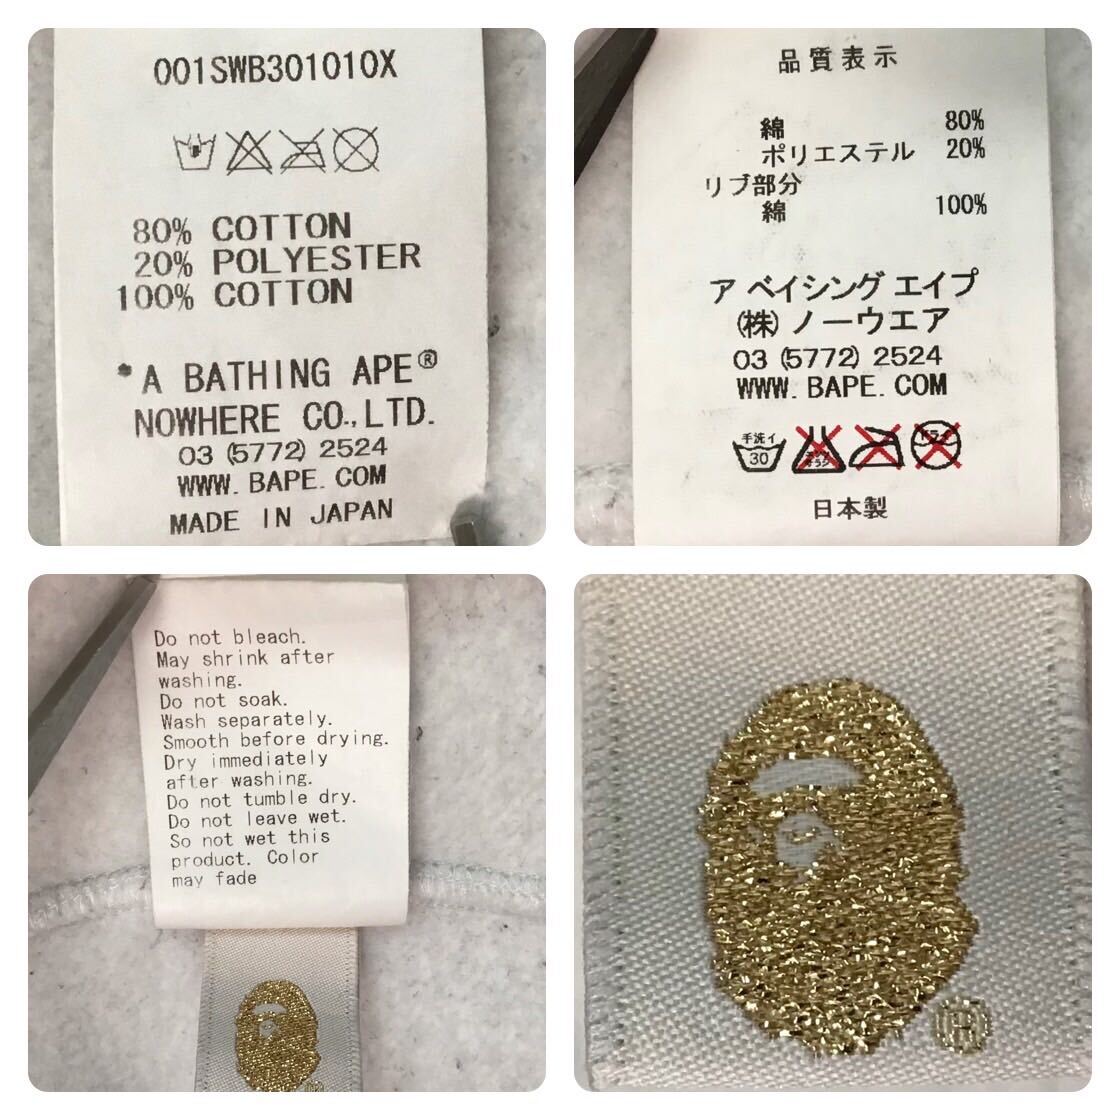 001SWB301010X
80% COTTON
20% POLYESTER
100% COTTON
*A BATHING APE®
NOWHERE CO., LTD.
03 (5772) 2524
WWW. BAPE. COM
MADE IN JAPAN
品質表示
綿 80%
ポリエステル 20%
リブ部分
綿 100%
ア ベイシング エイプ
(株) ノーウエア
03 (5772) 2524
WWW. BAPE. COM
手洗イ
30
ドライ
日本製
Do not bleach.
May shrink after
washing.
Do not soak.
Wash separately.
Smooth before drying.
Dry immediately
after washing.
Do not tumble dry.
Do not leave wet.
So not wet this
product. Color
may fade
®